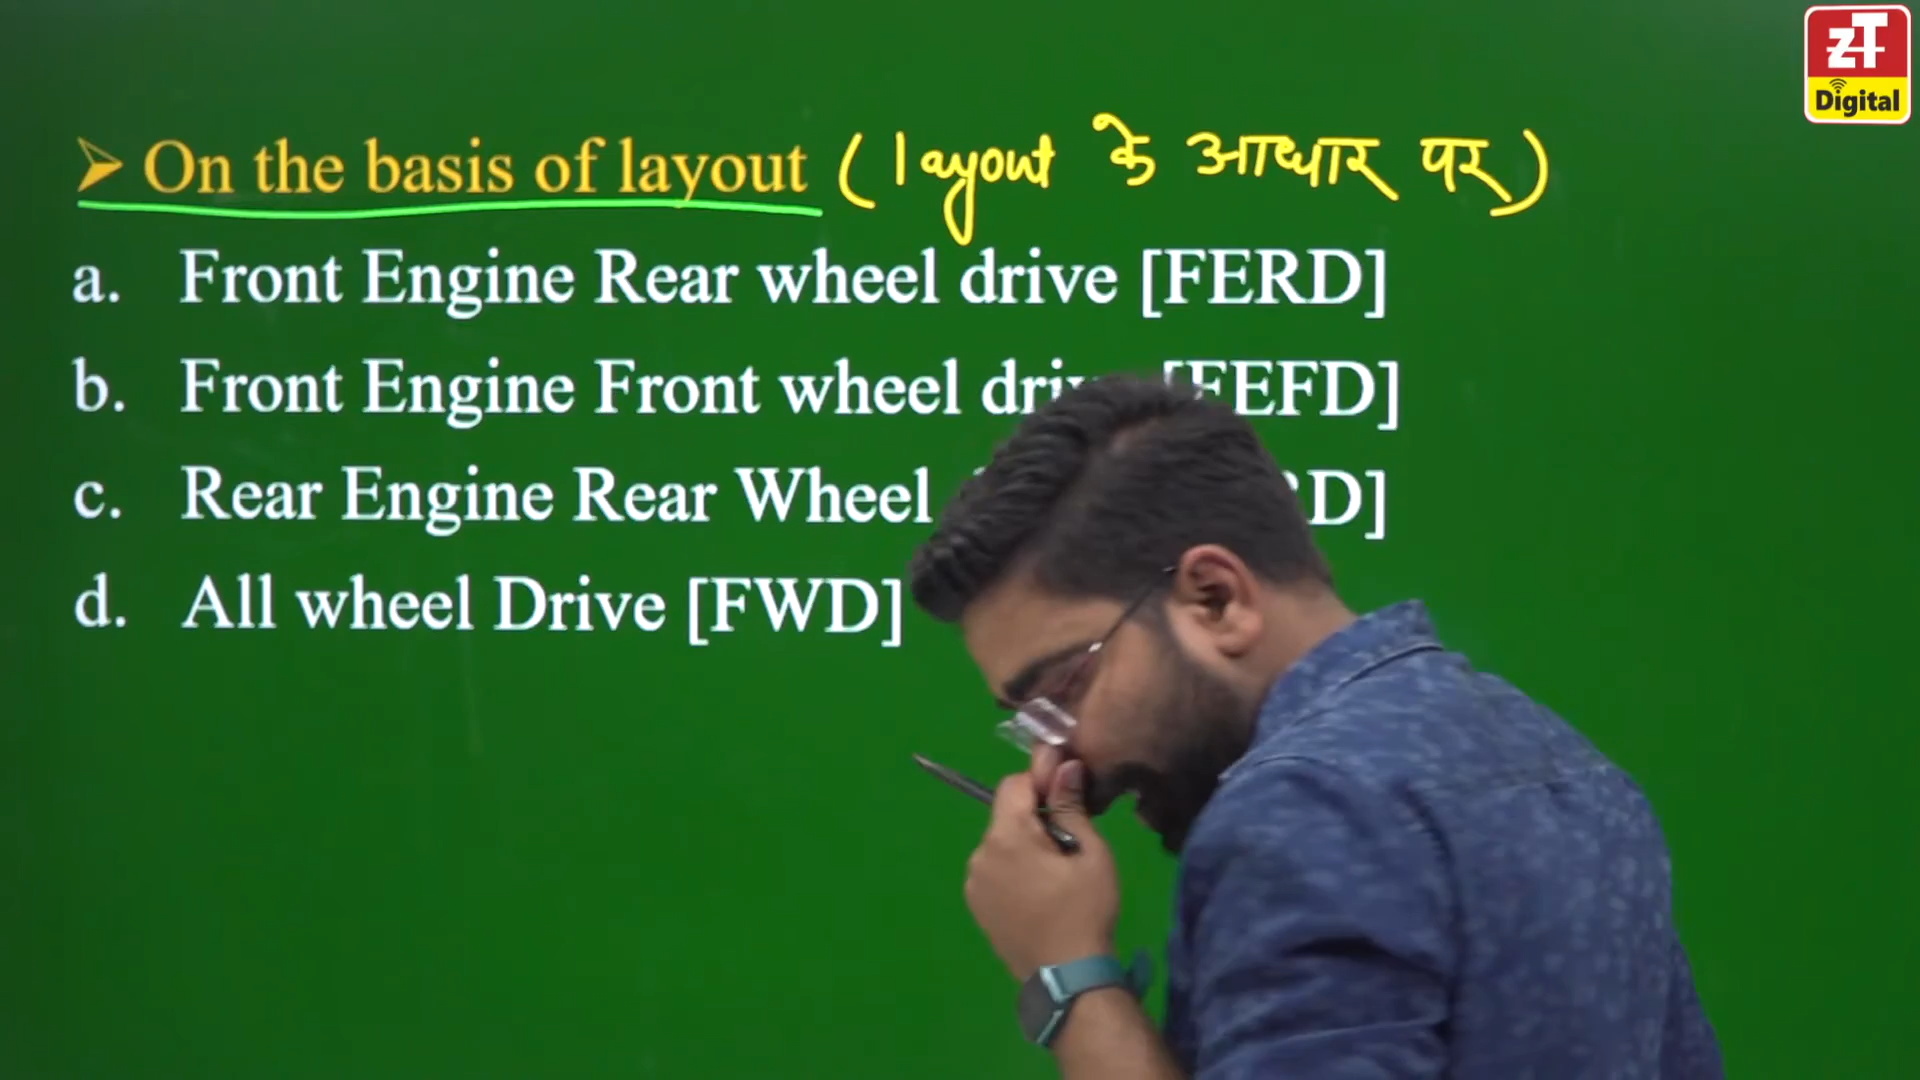 ZT
Digital
➤ On the basis of layout (layout के आधार पर)
a. Front Engine Rear wheel drive [FERD]
b. Front Engine Front wheel [FEFD]
c. Rear Engine Rear Wheel
d. All wheel Drive [FWD]